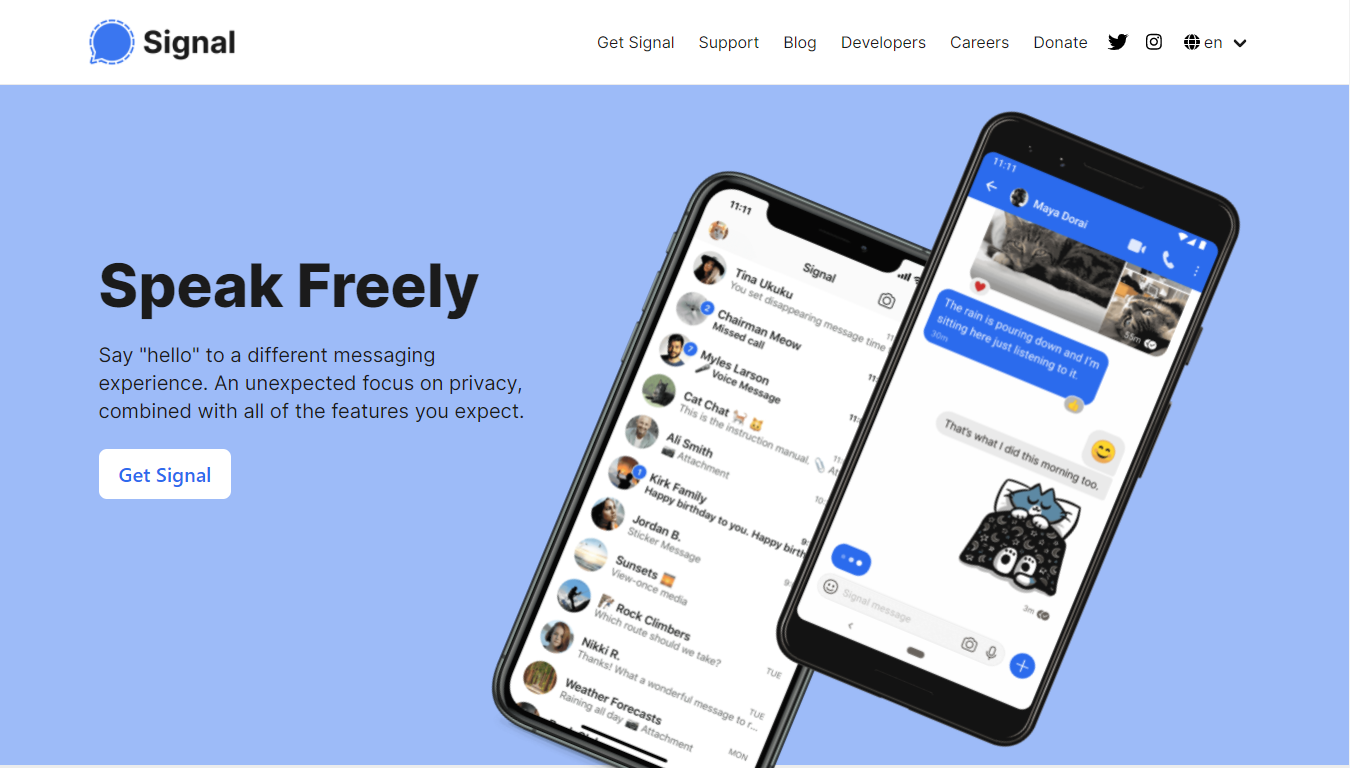 Signal
Get Signal Support Blog Developers Careers Donate en
Speak Freely
Say "hello" to a different messaging
experience. An unexpected focus on privacy,
combined with all of the features you expect.
Get Signal
11:11
Signal
Tina Ukuku
You set disappearing message time
2
Chairman Meow
Missed call
7
Myles Larson
Voice Message
Cat Chat 🐈 🐱
This is the instruction manual. 📎
Ali Smith
📷 Attachment
1
Kirk Family
Happy birthday to you. Happy birth
Jordan B.
Sticker Message
Sunsets 🌅
View-once media
🧗 Rock Climbers
Which route should we take?
TUE
Nikki R.
Thanks! What a wonderful message to r...
TUE
Weather Forecasts
Raining all day 📷 Attachment
MON
11:11
Maya Dorai
55m
The rain is pouring down and I'm
sitting here just listening to it.
30m
That's what I did this morning too.
3m
Signal message